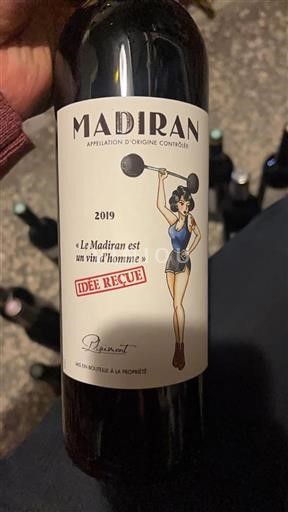 MADIRAN
APPELLATION D'ORIGINE CONTRÔLÉE
2019
« Le Madiran est
un vin d'homme »
IDÉE REÇUE
Plaimont
MIS EN BOUTEILLE À LA PROPRIÉTÉ